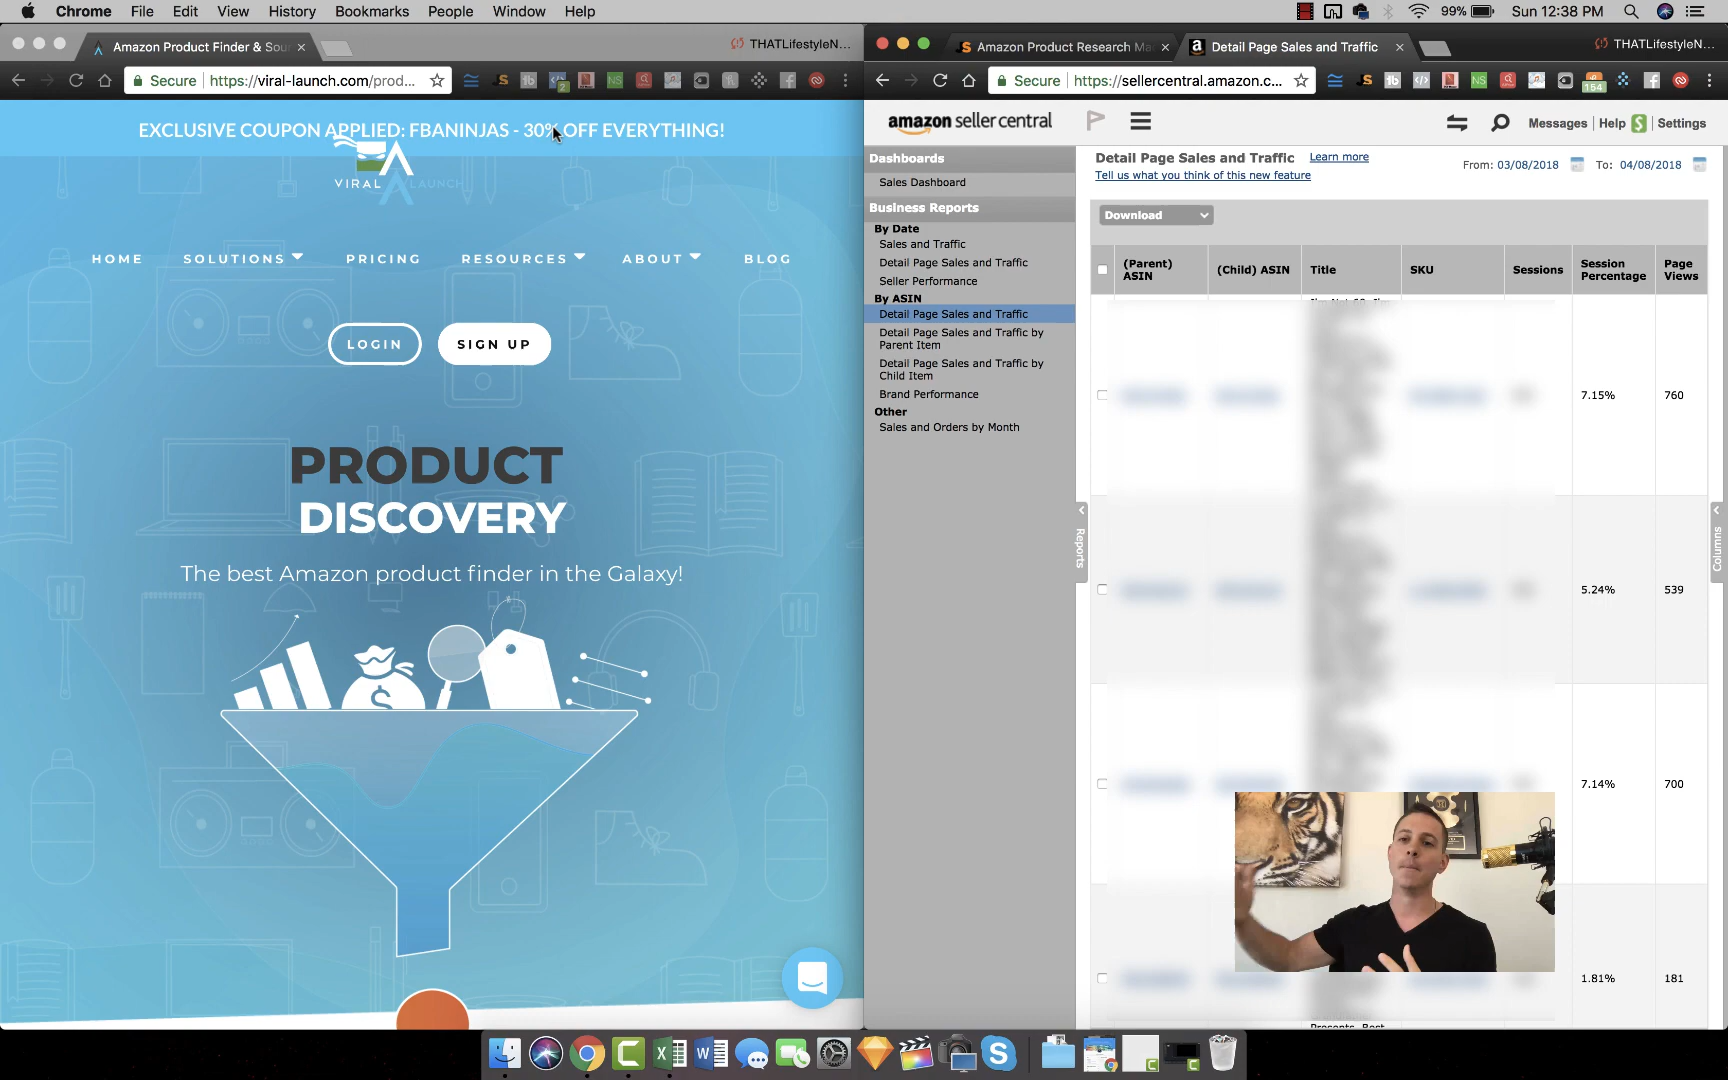 Chrome File Edit View History Bookmarks People Window Help
99% Sun 12:38 PM
Amazon Product Finder & Sour
THATLifestyleN...
Secure https://viral-launch.com/prod...
2
EXCLUSIVE COUPON APPLIED: FBANINJAS - 30% OFF EVERYTHING!
VIRAL LAUNCH
HOME SOLUTIONS PRICING RESOURCES ABOUT BLOG
LOGIN SIGN UP
PRODUCT
DISCOVERY
The best Amazon product finder in the Galaxy!
Amazon Product Research Ma
Detail Page Sales and Traffic
THATLifestyleN...
Secure https://sellercentral.amazon.c...
154
amazon seller central
Messages Help Settings
Dashboards
Sales Dashboard
Business Reports
By Date
Sales and Traffic
Detail Page Sales and Traffic
Seller Performance
By ASIN
Detail Page Sales and Traffic
Detail Page Sales and Traffic by
Parent Item
Detail Page Sales and Traffic by
Child Item
Brand Performance
Other
Sales and Orders by Month
Reports
Detail Page Sales and Traffic Learn more
Tell us what you think of this new feature
From: 03/08/2018 To: 04/08/2018
Download
(Parent) ASIN (Child) ASIN Title SKU Sessions Session Percentage Page Views
7.15% 760
5.24% 539
7.14% 700
1.81% 181
Columns